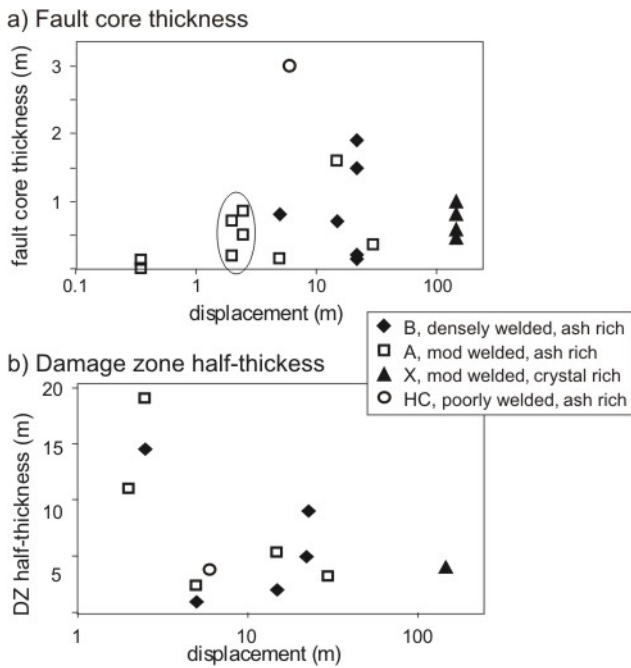 a) Fault core thickness
fault core thickness (m)
3
2
1
0.1 1 10 100
displacement (m)
B, densely welded, ash rich
A, mod welded, ash rich
X, mod welded, crystal rich
HC, poorly welded, ash rich
b) Damage zone half-thickess
DZ half-thickness (m)
20
15
10
5
1 10 100
displacement (m)